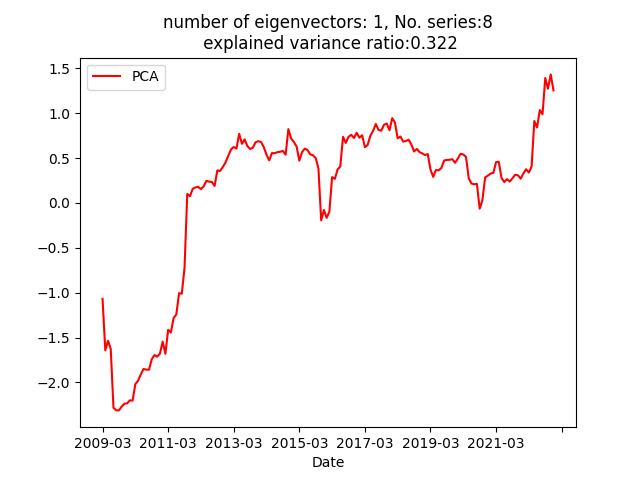 number of eigenvectors: 1, No. series:8
explained variance ratio:0.322
PCA
1.5
1.0
0.5
0.0
−0.5
−1.0
−1.5
−2.0
2009-03 2011-03 2013-03 2015-03 2017-03 2019-03 2021-03
Date